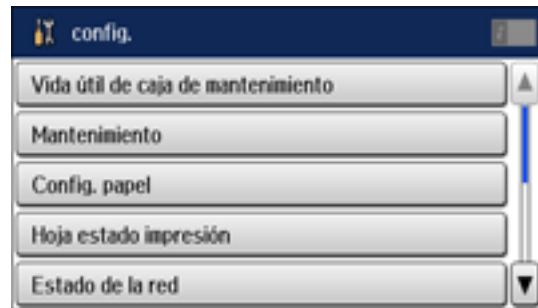 config.
Vida útil de caja de mantenimiento
Mantenimiento
Config. papel
Hoja estado impresión
Estado de la red